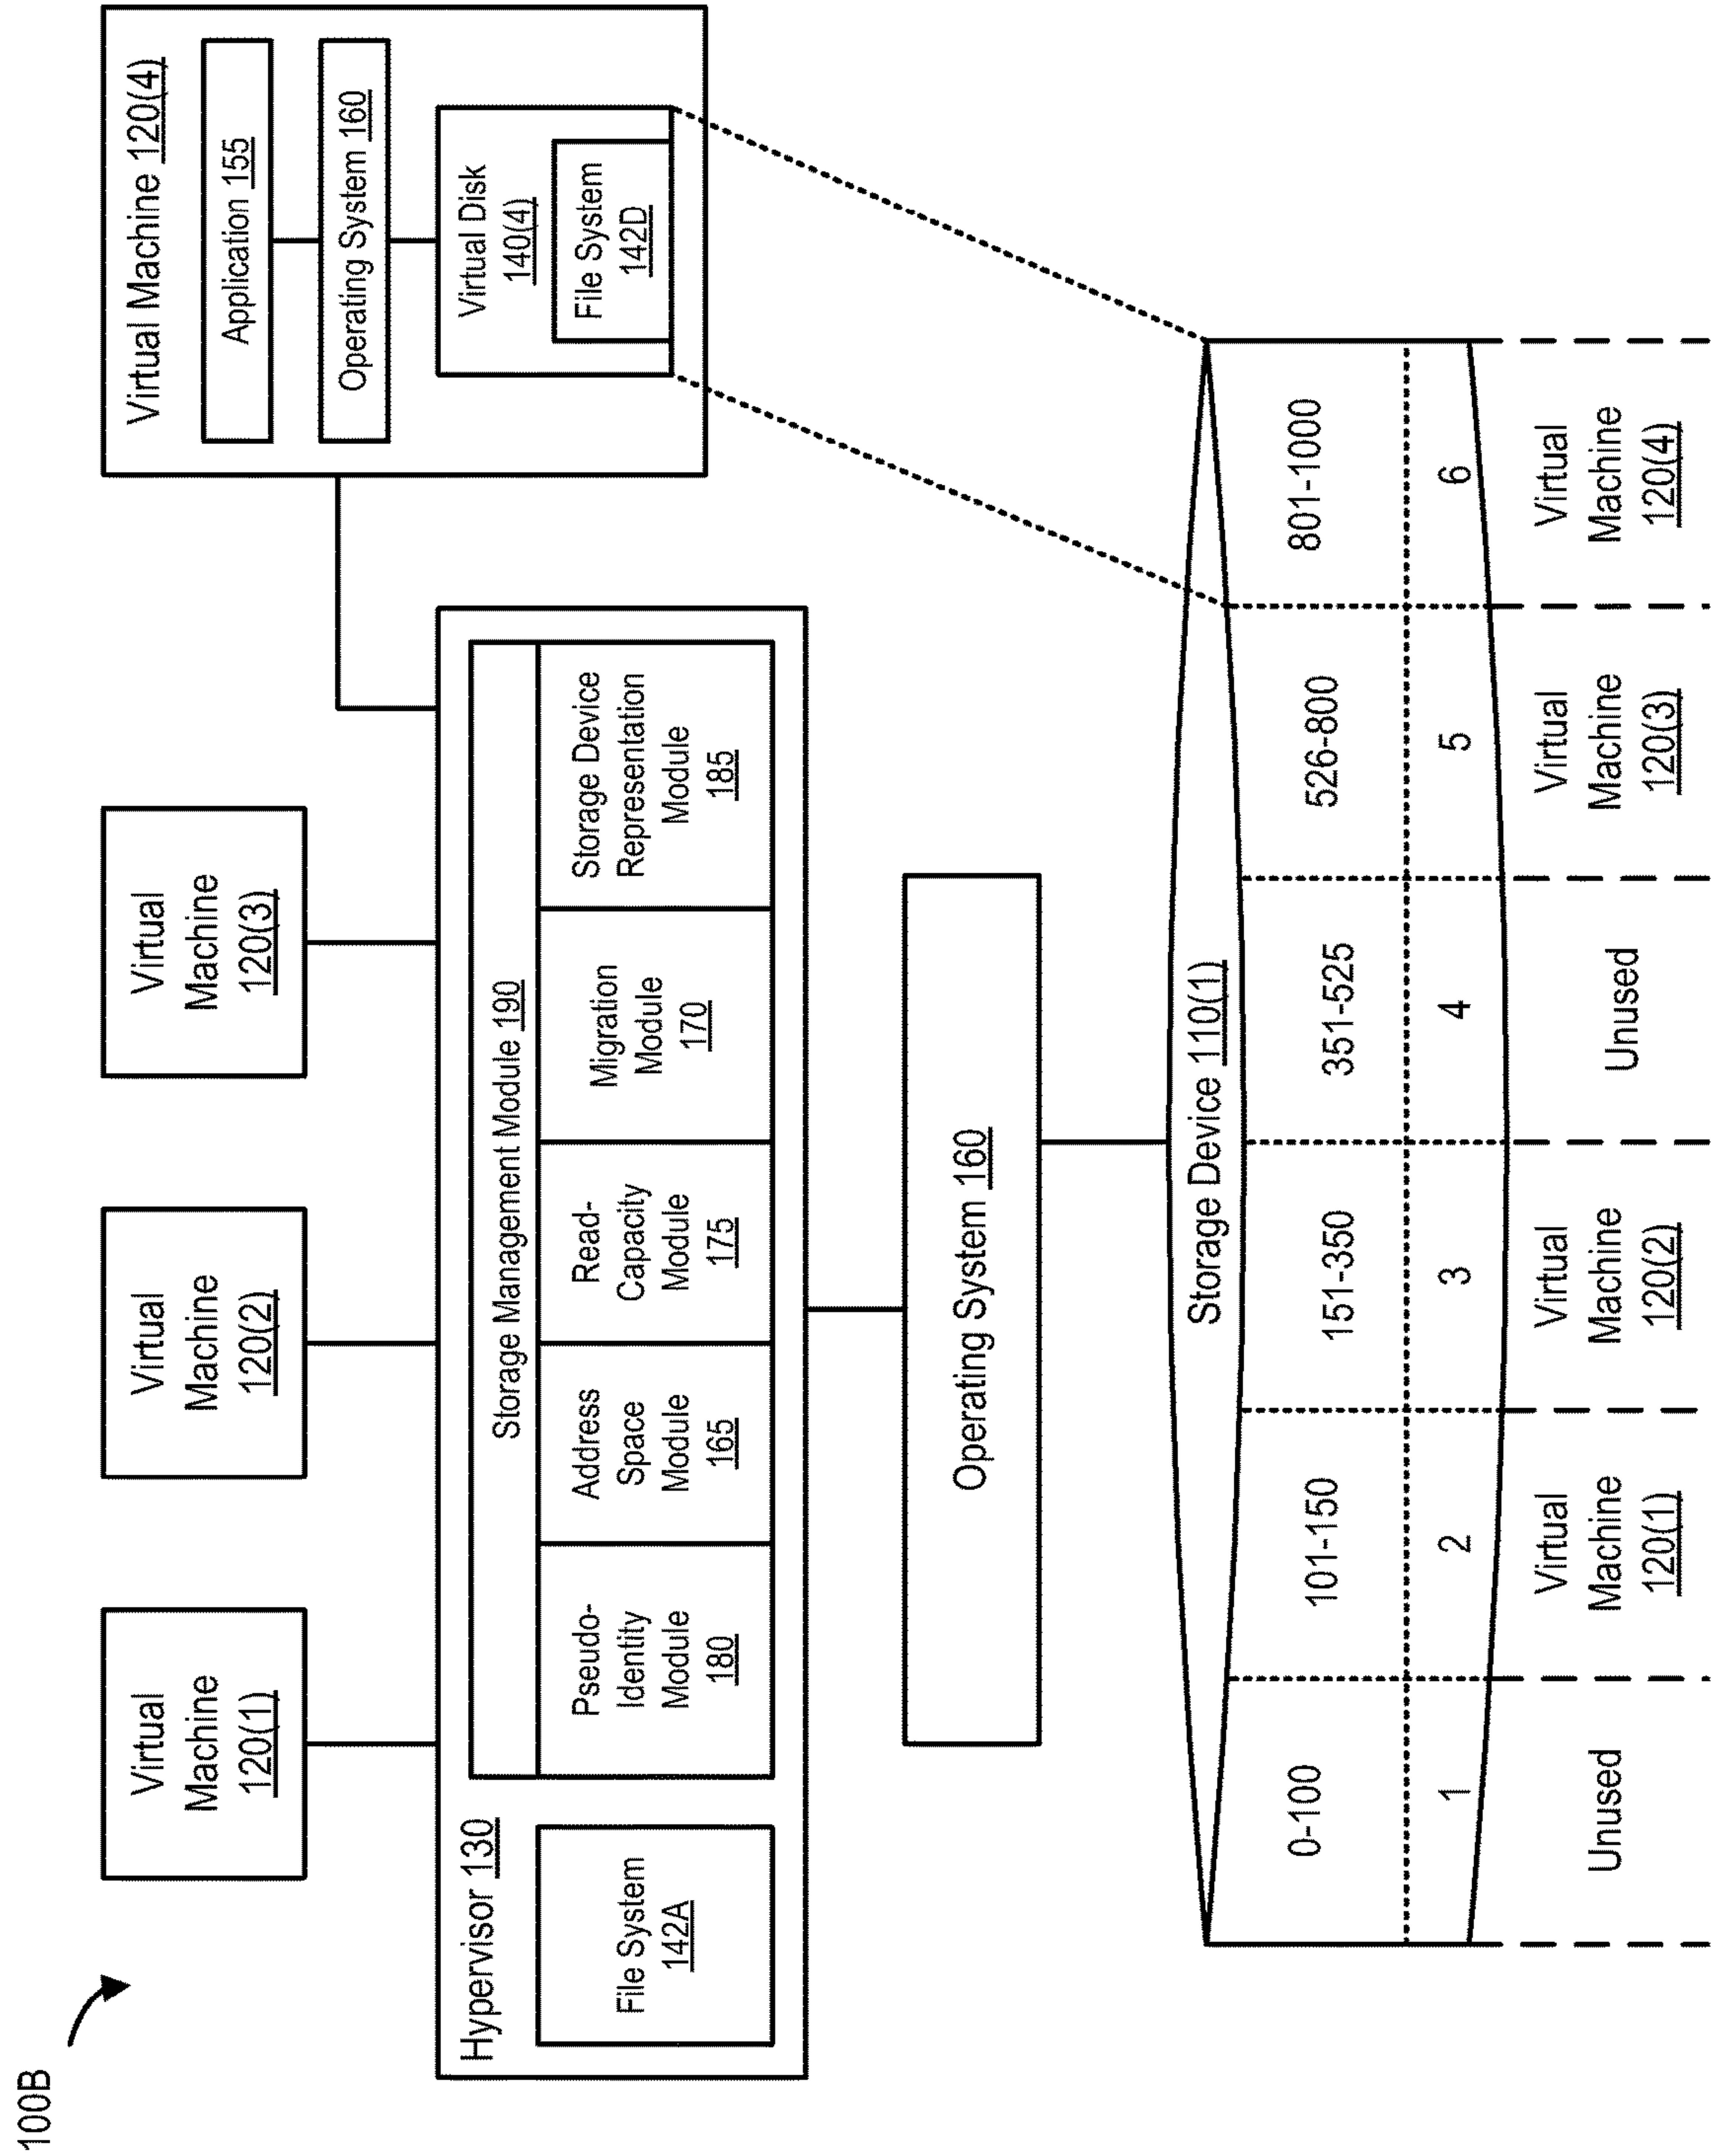 100B
Virtual
Machine
120(1)
Virtual
Machine
120(2)
Virtual
Machine
120(3)
Virtual Machine 120(4)
Application 155
Operating System 160
Virtual Disk
140(4)
File System
142D
Hypervisor 130
File System
142A
Storage Management Module 190
Pseudo-
Identity
Module
180
Address
Space
Module
165
Read-
Capacity
Module
175
Migration
Module
170
Storage Device
Representation
Module
185
Operating System 160
Storage Device 110(1)
0-100
101-150
151-350
351-525
526-800
801-1000
1
2
3
4
5
6
Unused
Virtual
Machine
120(1)
Virtual
Machine
120(2)
Unused
Virtual
Machine
120(3)
Virtual
Machine
120(4)